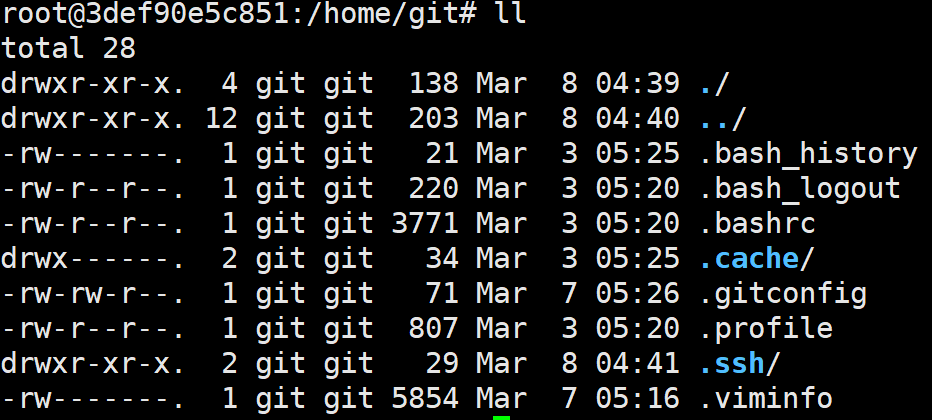 root@3def90e5c851:/home/git# ll
total 28
drwxr-xr-x.  4 git git  138 Mar  8 04:39 ./
drwxr-xr-x. 12 git git  203 Mar  8 04:40 ../
-rw-------.  1 git git   21 Mar  3 05:25 .bash_history
-rw-r--r--.  1 git git  220 Mar  3 05:20 .bash_logout
-rw-r--r--.  1 git git 3771 Mar  3 05:20 .bashrc
drwx------.  2 git git   34 Mar  3 05:25 .cache/
-rw-rw-r--.  1 git git   71 Mar  7 05:26 .gitconfig
-rw-r--r--.  1 git git  807 Mar  3 05:20 .profile
drwxr-xr-x.  2 git git   29 Mar  8 04:41 .ssh/
-rw-------.  1 git git 5854 Mar  7 05:16 .viminfo